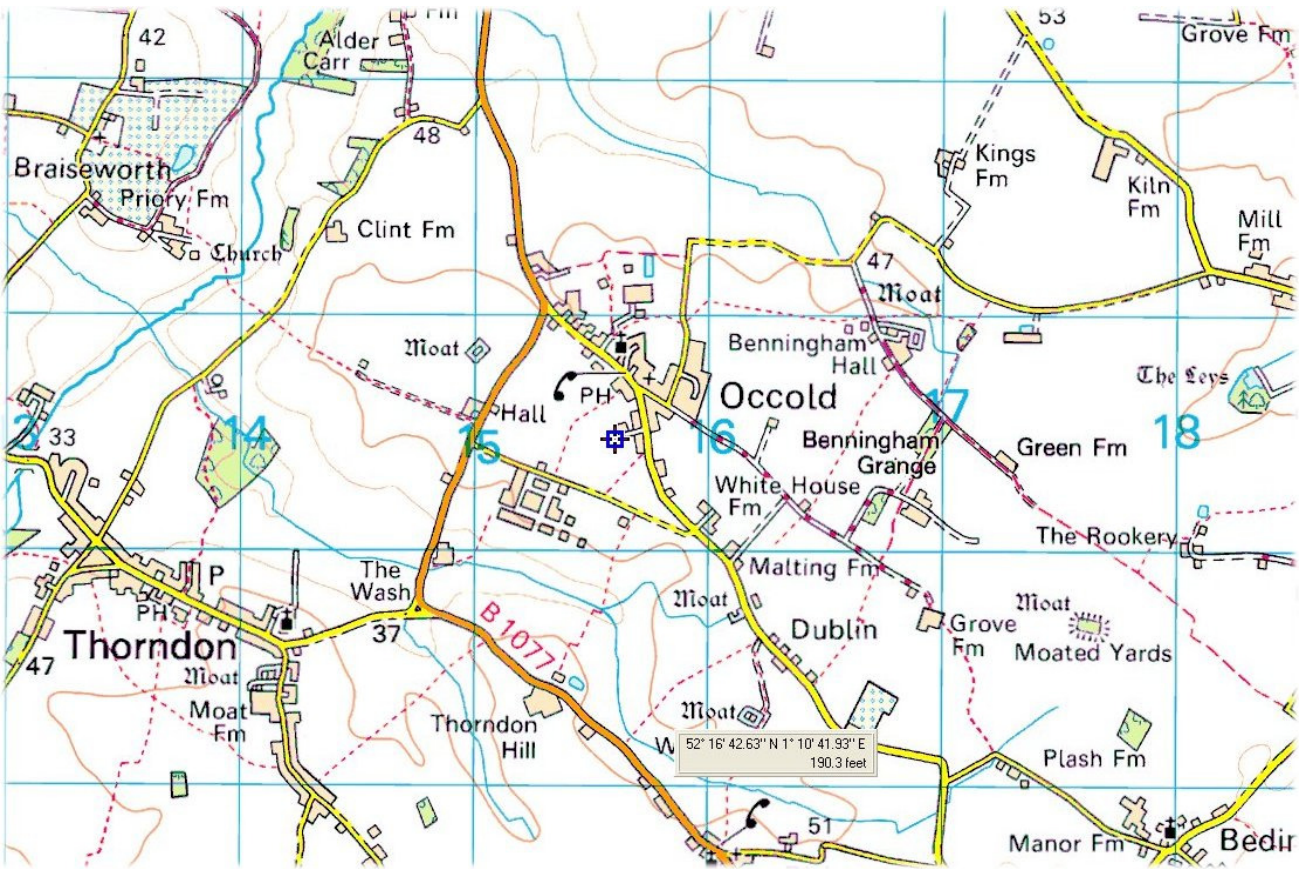 42
Fm
Alder
Carr
53
Grove Fm
48
Braiseworth
Priory Fm
Kings
Fm
Kiln
Fm
Mill
Fm
Clint Fm
Church
47
Moat
Moat
Benningham
Hall
The Leys
PH
Occold
Hall
33
14
15
16
17
18
Benningham
Grange
Green Fm
White House
Fm
The Rookery
P
The
Wash
Malting Fm
PH
37
B1077
Moat
Dublin
Grove
Fm
Moat
Moated Yards
Thorndon
47
Moat
Moat
Fm
Thorndon
Hill
Moat
W
52° 16' 42.63" N 1° 10' 41.93" E
190.3 feet
Plash Fm
51
Manor Fm
Bedin